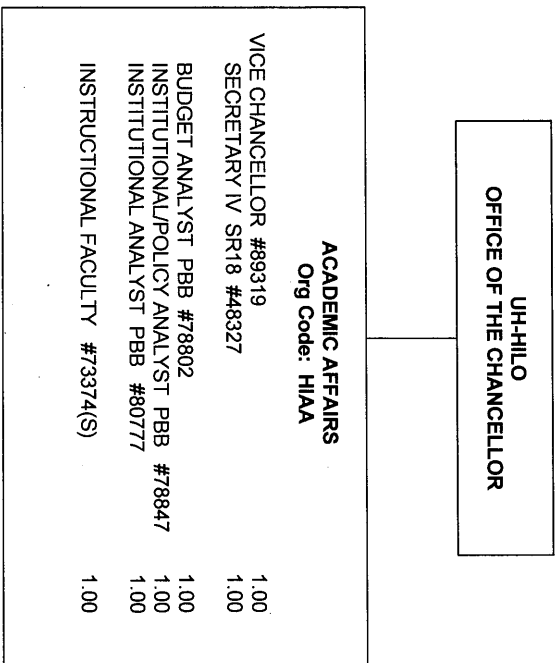 UH-HILO
OFFICE OF THE CHANCELLOR
ACADEMIC AFFAIRS
Org Code: HIAA
VICE CHANCELLOR #89319 1.00
SECRETARY IV SR18 #48327 1.00
BUDGET ANALYST PBB #78802 1.00
INSTITUTIONAL/POLICY ANALYST PBB #78847 1.00
INSTITUTIONAL ANALYST PBB #80777 1.00
INSTRUCTIONAL FACULTY #73374(S) 1.00